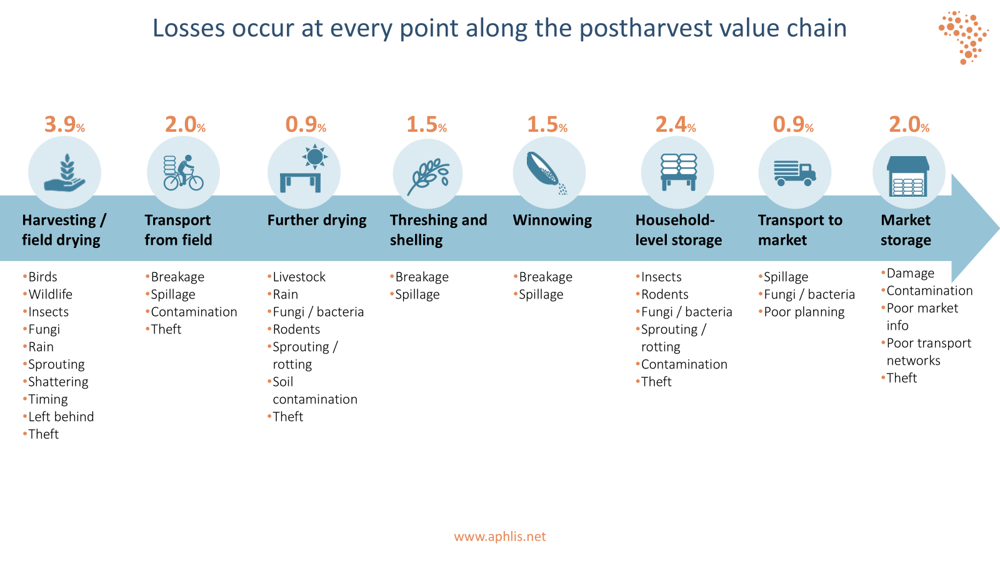 Losses occur at every point along the postharvest value chain
3.9%
Harvesting /
field drying
•Birds
•Wildlife
•Insects
•Fungi
•Rain
•Sprouting
•Shattering
•Timing
•Left behind
•Theft
2.0%
Transport
from field
•Breakage
•Spillage
•Contamination
•Theft
0.9%
Further drying
•Livestock
•Rain
•Fungi / bacteria
•Rodents
•Sprouting /
rotting
•Soil
contamination
•Theft
1.5%
Threshing and
shelling
•Breakage
•Spillage
1.5%
Winnowing
•Breakage
•Spillage
2.4%
Household-
level storage
•Insects
•Rodents
•Fungi / bacteria
•Sprouting /
rotting
•Contamination
•Theft
0.9%
Transport to
market
•Spillage
•Fungi / bacteria
•Poor planning
2.0%
Market
storage
•Damage
•Contamination
•Poor market
info
•Poor transport
networks
•Theft
www.aphlis.net